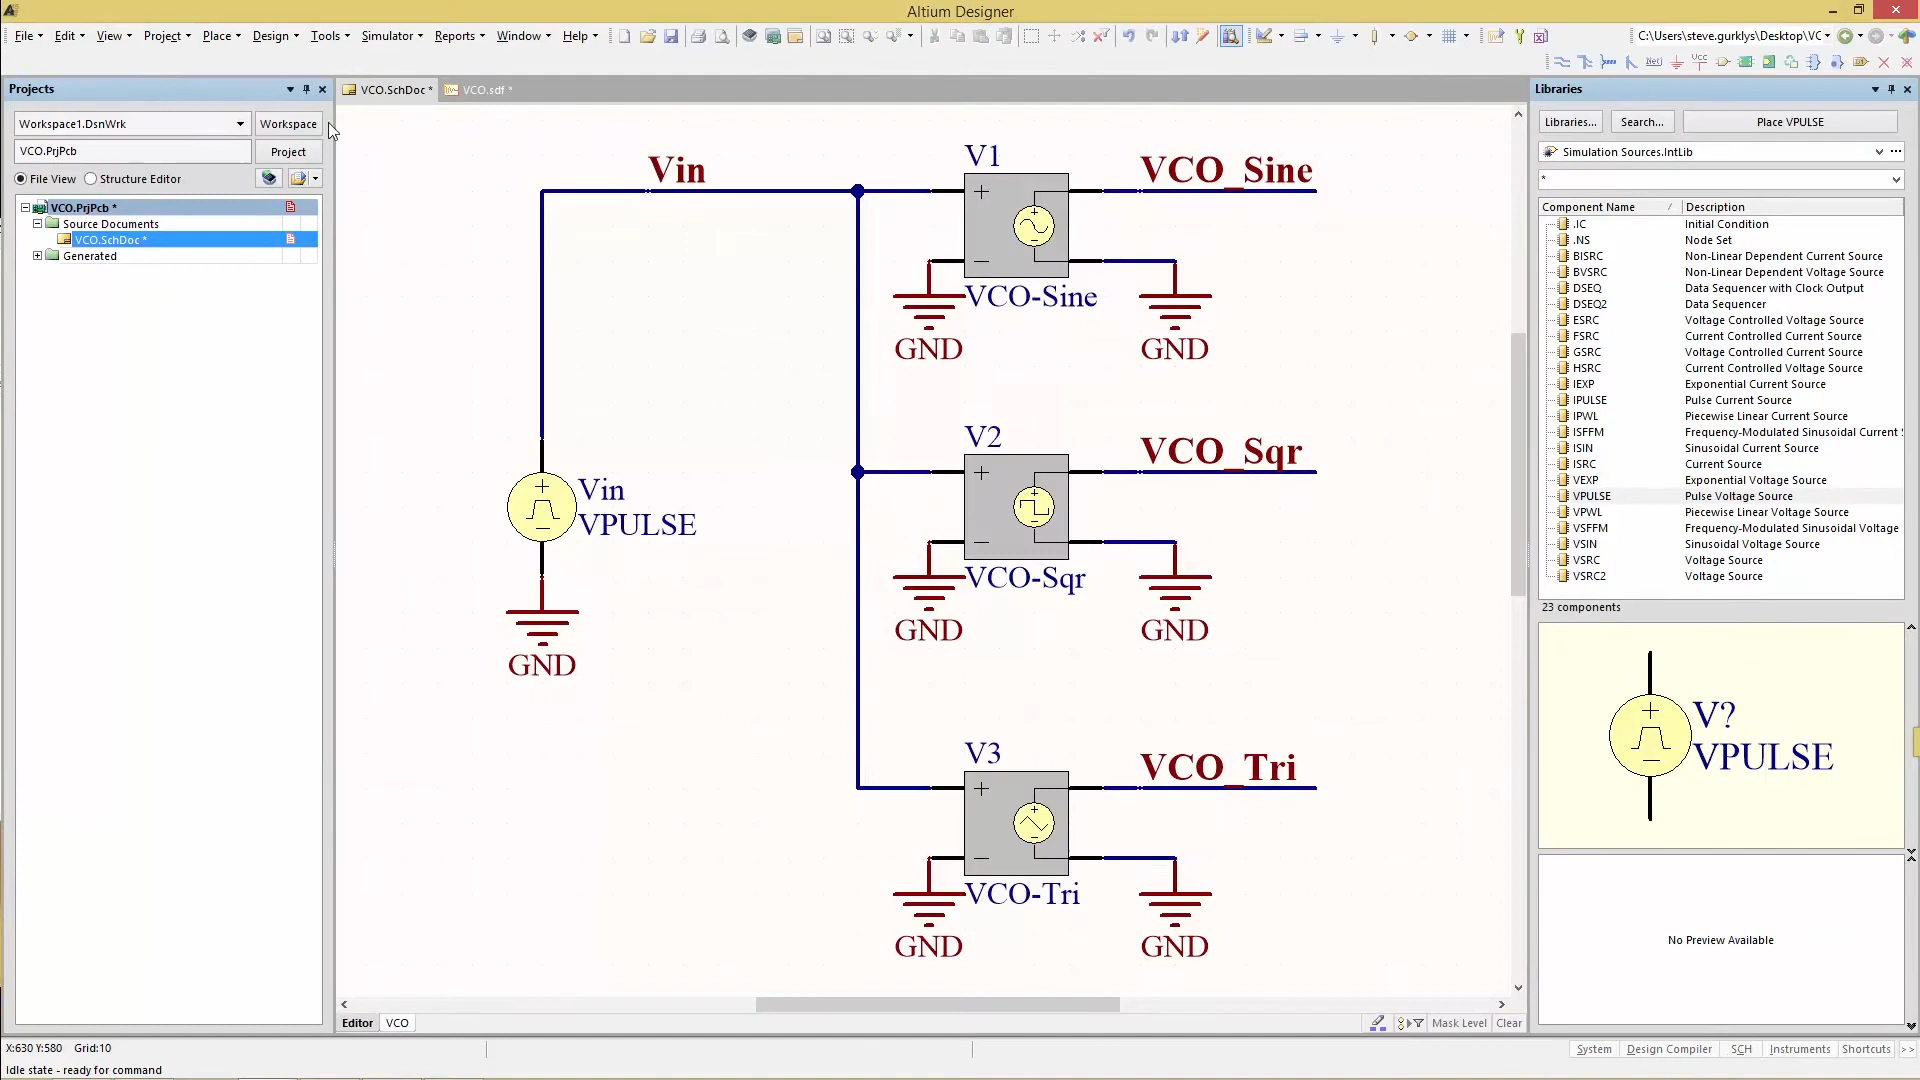 Altium Designer
File Edit View Project Place Design Tools Simulator Reports Window Help
C:\Users\steve.gurklys\Desktop\VC
Projects
Workspace1.DsnWrk Workspace
VCO.PrjPcb Project
File View Structure Editor
VCO.PrjPcb *
Source Documents
VCO.SchDoc *
Generated
VCO.SchDoc * VCO.sdf *
Vin
V1
VCO_Sine
VCO-Sine
GND GND
Vin
VPULSE
GND
V2
VCO_Sqr
VCO-Sqr
GND GND
V3
VCO_Tri
VCO-Tri
GND GND
Editor VCO
Mask Level Clear
Libraries
Libraries... Search... Place VPULSE
Simulation Sources.IntLib ...
*
Component Name / Description
.IC Initial Condition
.NS Node Set
BISRC Non-Linear Dependent Current Source
BVSRC Non-Linear Dependent Voltage Source
DSEQ Data Sequencer with Clock Output
DSEQ2 Data Sequencer
ESRC Voltage Controlled Voltage Source
FSRC Current Controlled Current Source
GSRC Voltage Controlled Current Source
HSRC Current Controlled Voltage Source
IEXP Exponential Current Source
IPULSE Pulse Current Source
IPWL Piecewise Linear Current Source
ISFFM Frequency-Modulated Sinusoidal Current
ISIN Sinusoidal Current Source
ISRC Current Source
VEXP Exponential Voltage Source
VPULSE Pulse Voltage Source
VPWL Piecewise Linear Voltage Source
VSFFM Frequency-Modulated Sinusoidal Voltage
VSIN Sinusoidal Voltage Source
VSRC Voltage Source
VSRC2 Voltage Source
23 components
V?
VPULSE
No Preview Available
X:630 Y:580 Grid:10
System Design Compiler SCH Instruments Shortcuts >>
Idle state - ready for command